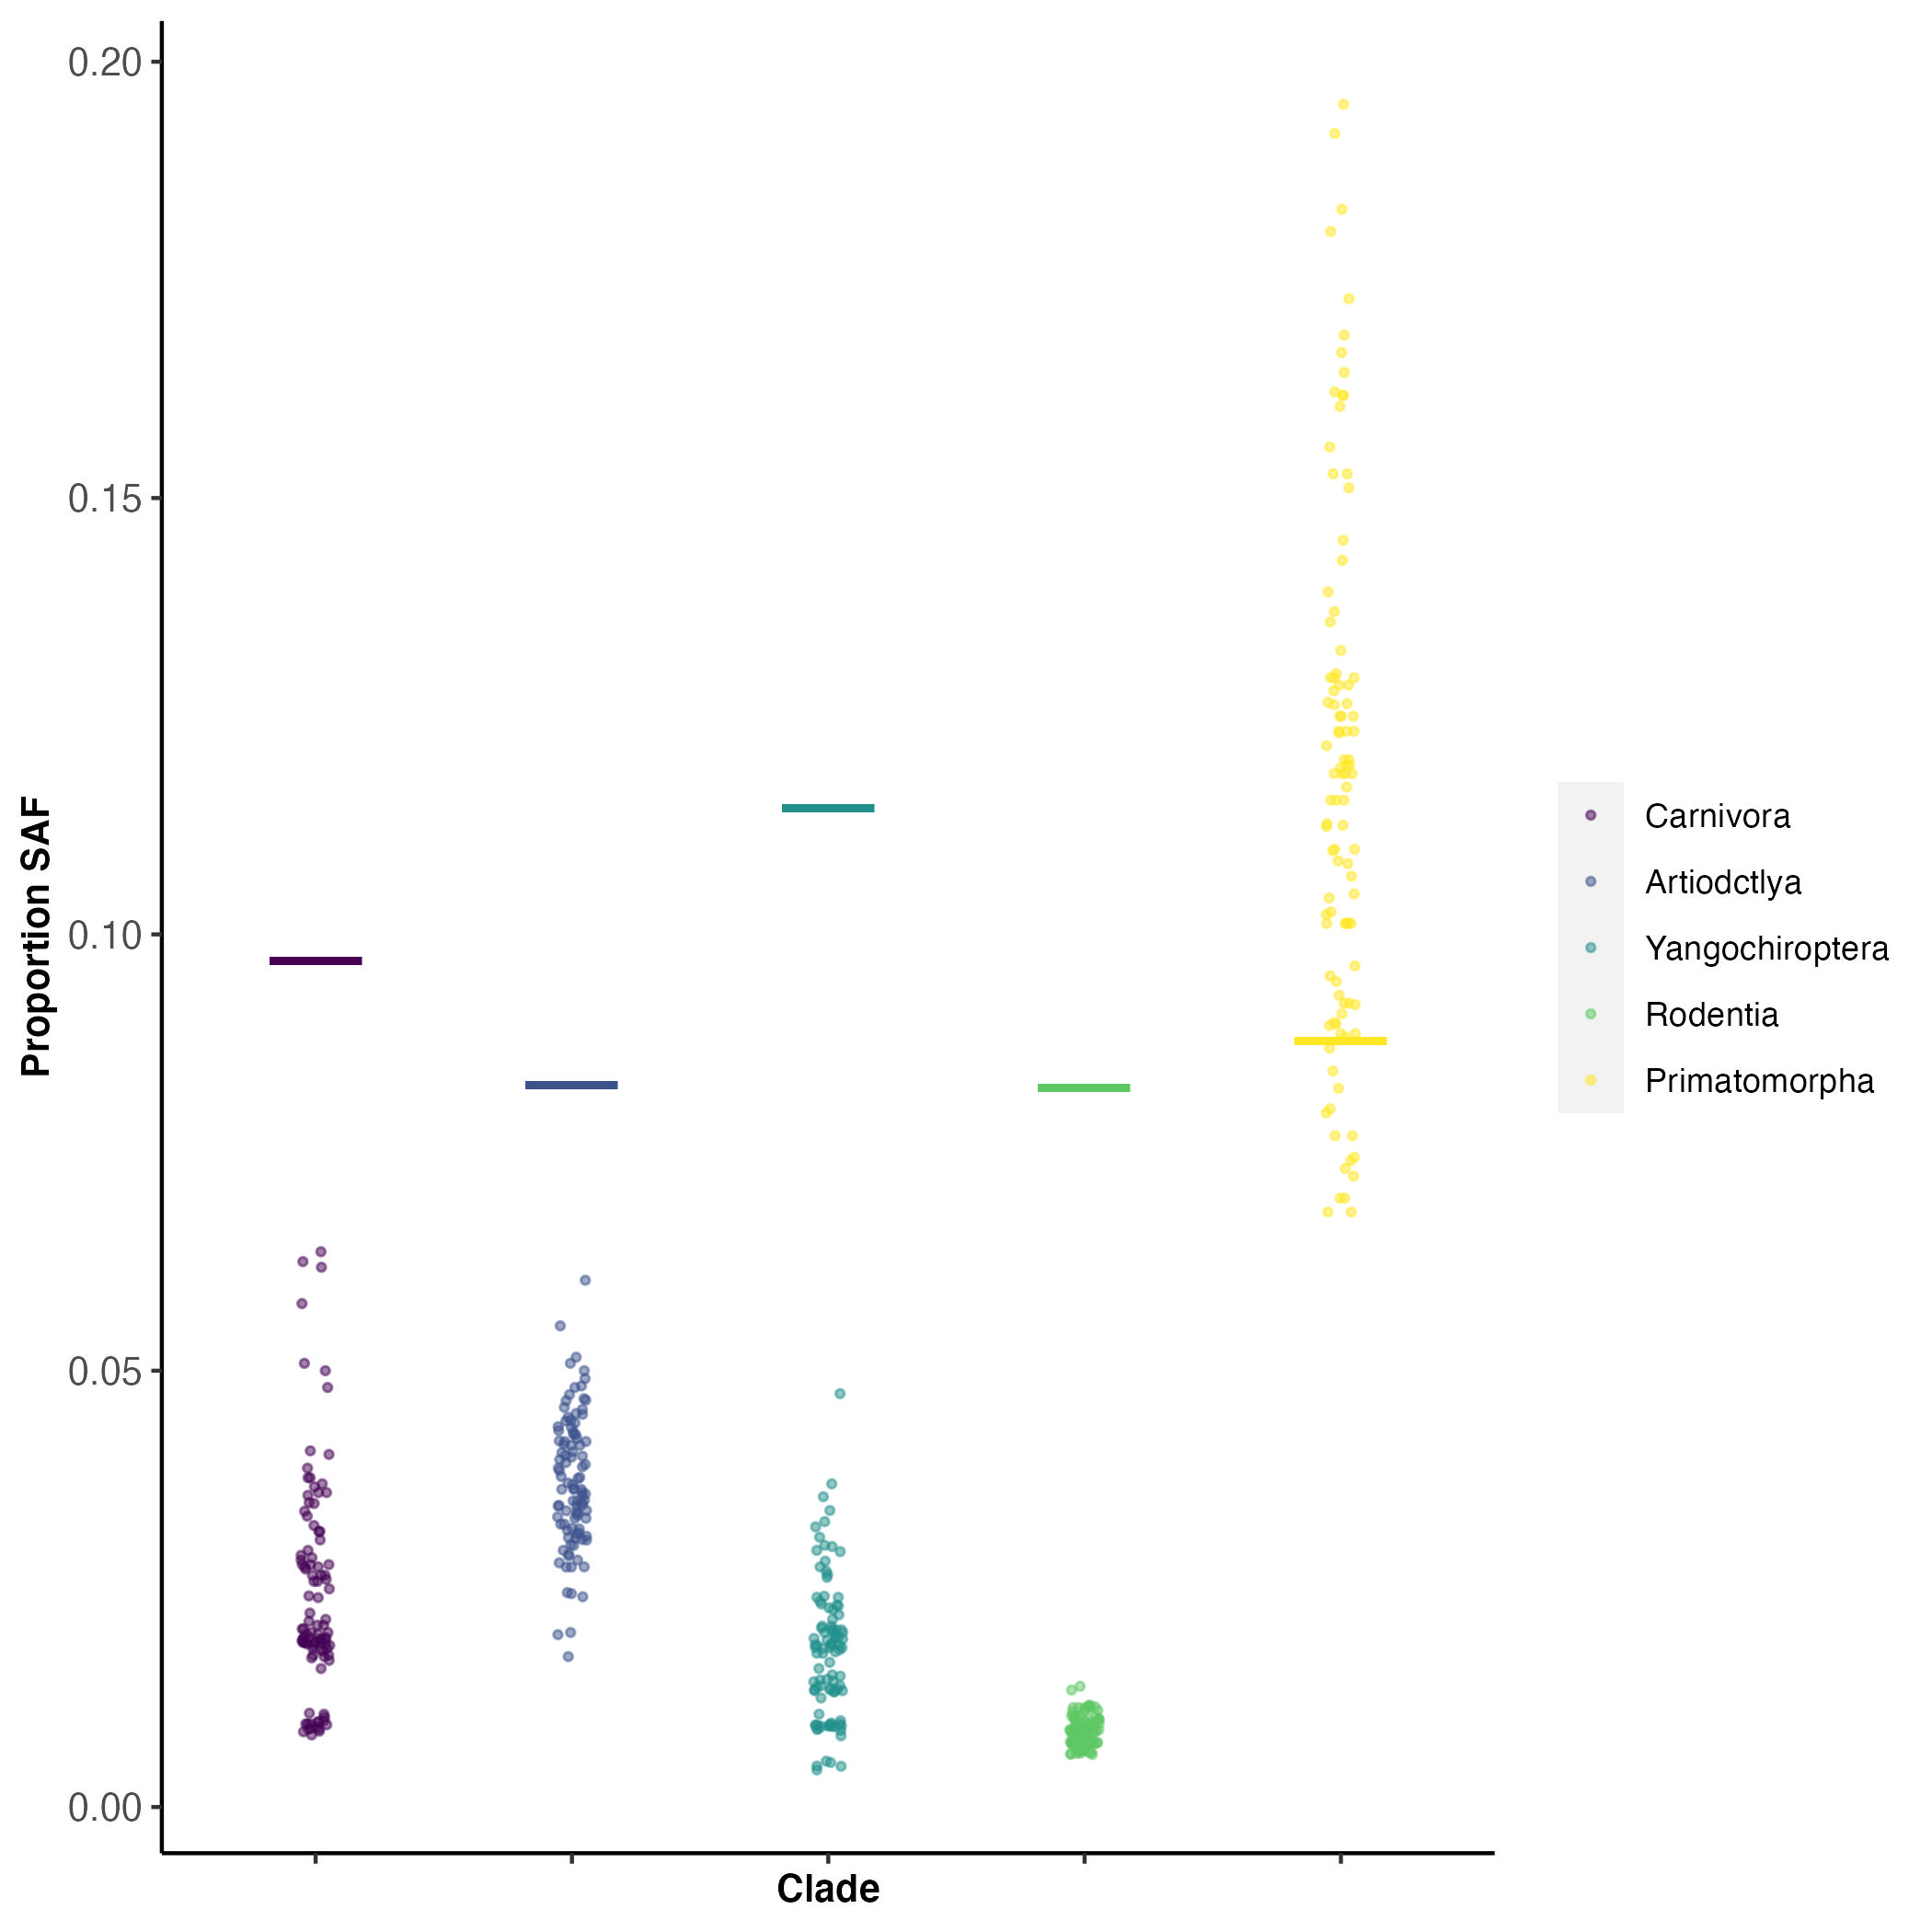 0.20
0.15
0.10
0.05
0.00
Proportion SAF
Clade
Carnivora
Artiodctlya
Yangochiroptera
Rodentia
Primatomorpha